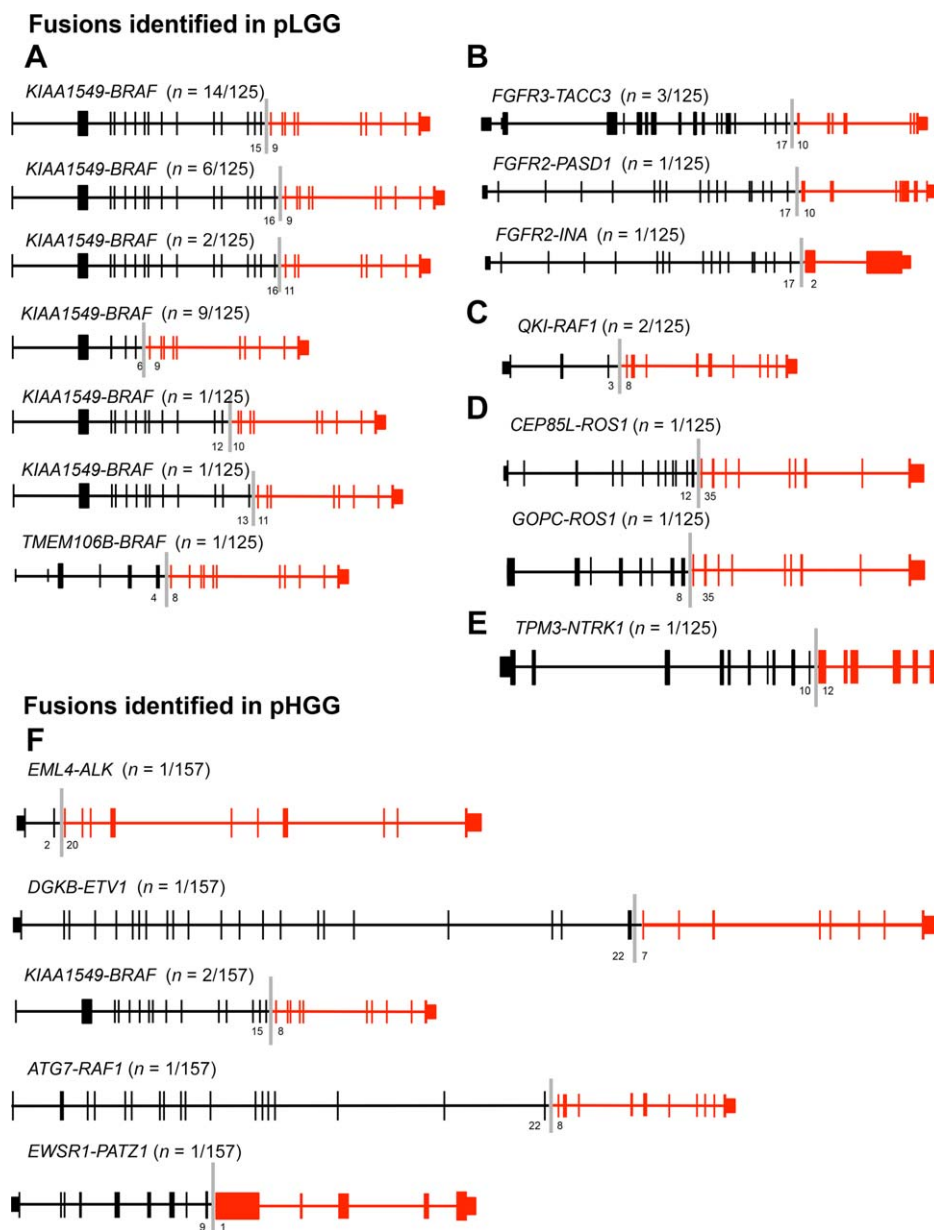 Fusions identified in pLGG
A
KIAA1549-BRAF (n = 14/125)
15 9
KIAA1549-BRAF (n = 6/125)
16 9
KIAA1549-BRAF (n = 2/125)
16 11
KIAA1549-BRAF (n = 9/125)
6 9
KIAA1549-BRAF (n = 1/125)
12 10
KIAA1549-BRAF (n = 1/125)
13 11
TMEM106B-BRAF (n = 1/125)
4 8
B
FGFR3-TACC3 (n = 3/125)
17 10
FGFR2-PASD1 (n = 1/125)
17 10
FGFR2-INA (n = 1/125)
17 2
C
QKI-RAF1 (n = 2/125)
3 8
D
CEP85L-ROS1 (n = 1/125)
12 35
GOPC-ROS1 (n = 1/125)
8 35
E
TPM3-NTRK1 (n = 1/125)
10 12
Fusions identified in pHGG
F
EML4-ALK (n = 1/157)
2 20
DGKB-ETV1 (n = 1/157)
22 7
KIAA1549-BRAF (n = 2/157)
15 8
ATG7-RAF1 (n = 1/157)
22 8
EWSR1-PATZ1 (n = 1/157)
9 1